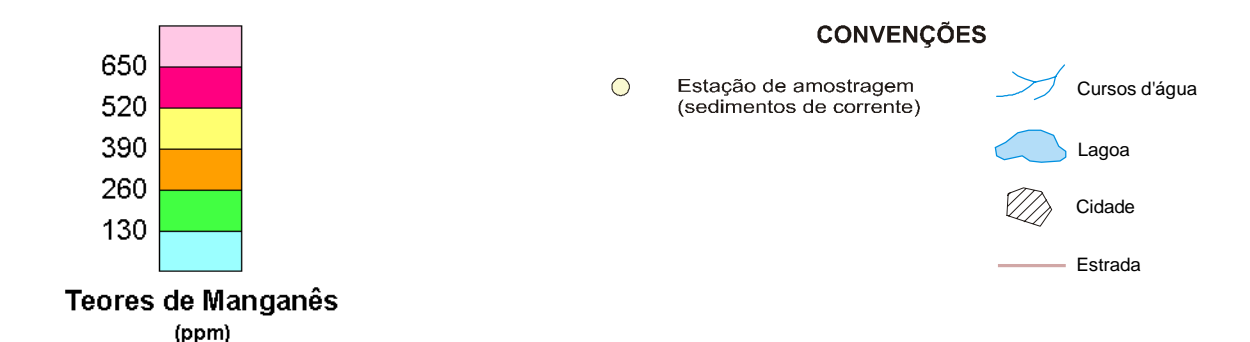 650
520
390
260
130
Teores de Manganês
(ppm)
CONVENÇÕES
Estação de amostragem
(sedimentos de corrente)
Cursos d'água
Lagoa
Cidade
Estrada